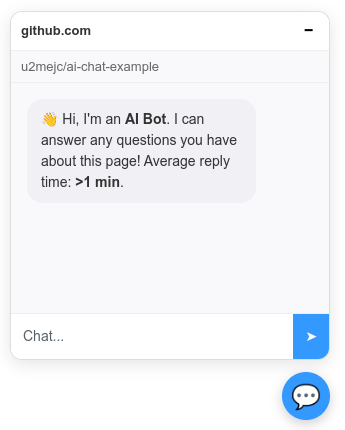 github.com
u2mejc/ai-chat-example
👋 Hi, I'm an AI Bot. I can
answer any questions you have
about this page! Average reply
time: >1 min.
Chat...